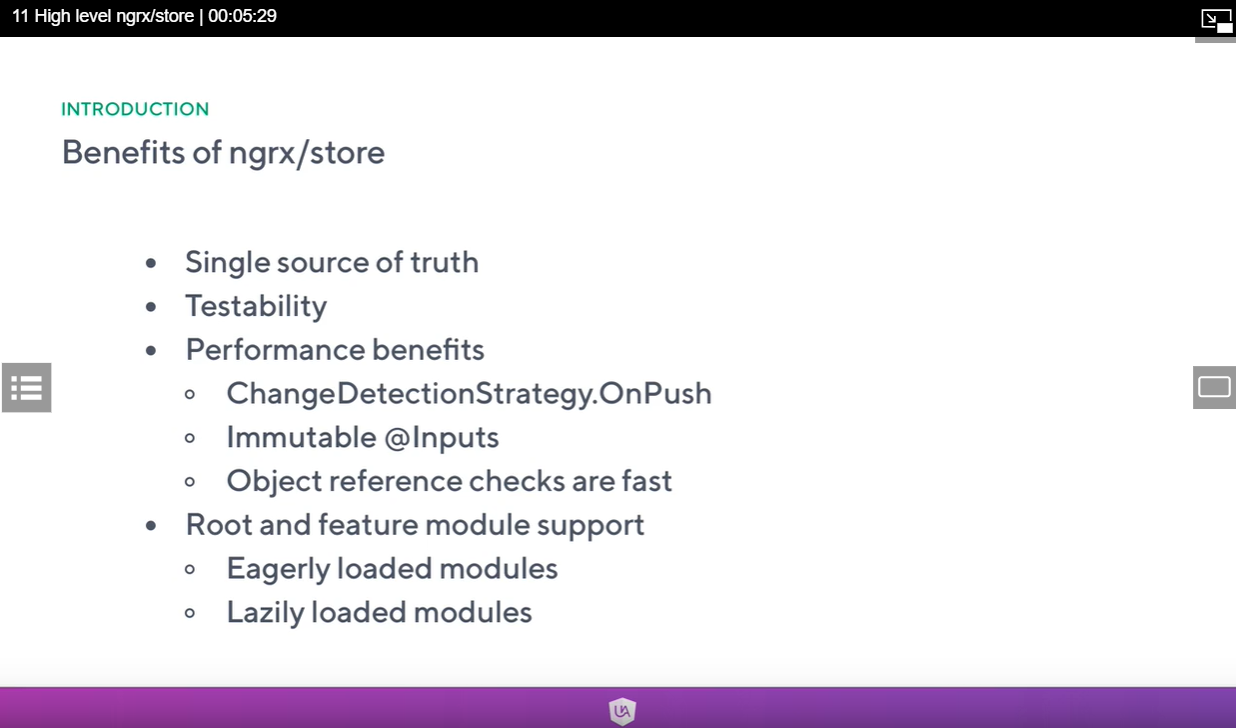 11 High level ngrx/store | 00:05:29
INTRODUCTION
Benefits of ngrx/store
• Single source of truth
• Testability
• Performance benefits
◦ ChangeDetectionStrategy.OnPush
◦ Immutable @Inputs
◦ Object reference checks are fast
• Root and feature module support
◦ Eagerly loaded modules
◦ Lazily loaded modules
UA